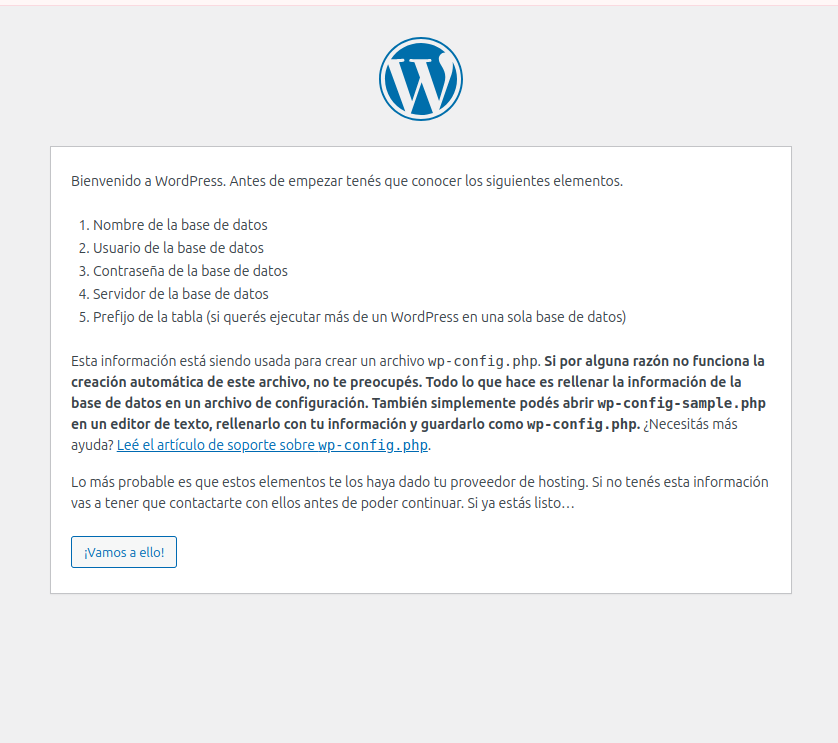 Bienvenido a WordPress. Antes de empezar tenés que conocer los siguientes elementos.
1. Nombre de la base de datos
2. Usuario de la base de datos
3. Contraseña de la base de datos
4. Servidor de la base de datos
5. Prefijo de la tabla (si querés ejecutar más de un WordPress en una sola base de datos)
Esta información está siendo usada para crear un archivo wp-config.php. Si por alguna razón no funciona la
creación automática de este archivo, no te preocupés. Todo lo que hace es rellenar la información de la
base de datos en un archivo de configuración. También simplemente podés abrir wp-config-sample.php
en un editor de texto, rellenarlo con tu información y guardarlo como wp-config.php. ¿Necesitás más
ayuda? Leé el artículo de soporte sobre wp-config.php.
Lo más probable es que estos elementos te los haya dado tu proveedor de hosting. Si no tenés esta información
vas a tener que contactarte con ellos antes de poder continuar. Si ya estás listo…
¡Vamos a ello!